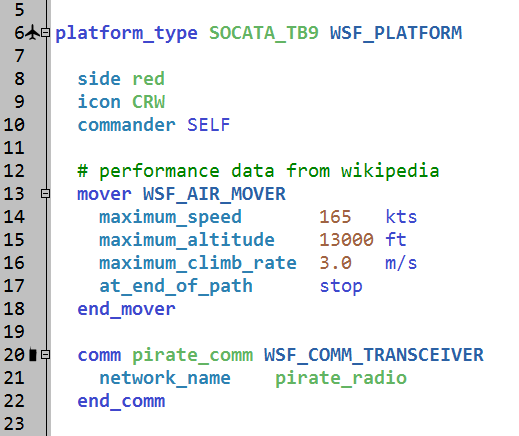 5
6 platform_type SOCATA_TB9 WSF_PLATFORM
7
8 side red
9 icon CRW
10 commander SELF
11
12 # performance data from wikipedia
13 mover WSF_AIR_MOVER
14 maximum_speed 165 kts
15 maximum_altitude 13000 ft
16 maximum_climb_rate 3.0 m/s
17 at_end_of_path stop
18 end_mover
19
20 comm pirate_comm WSF_COMM_TRANSCEIVER
21 network_name pirate_radio
22 end_comm
23